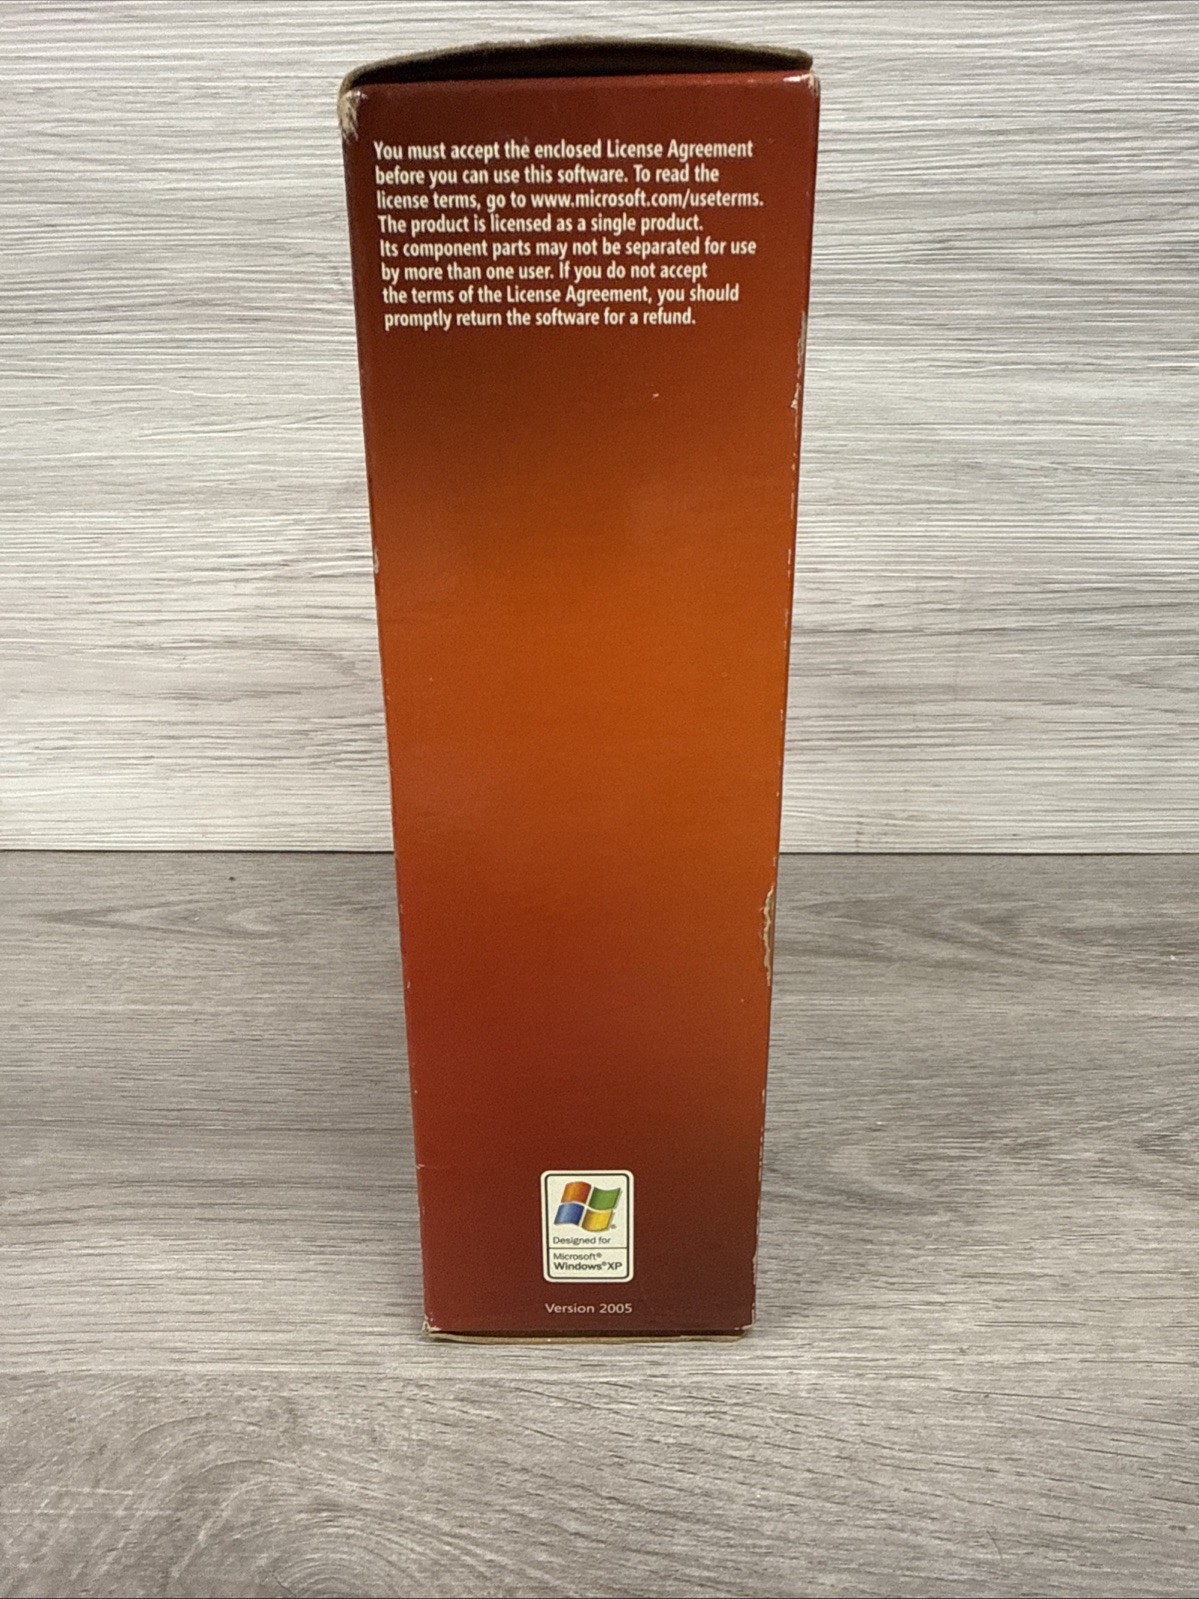 You must accept the enclosed License Agreement
before you can use this software. To read the
license terms, go to www.microsoft.com/useterms.
The product is licensed as a single product.
Its component parts may not be separated for use
by more than one user. If you do not accept
the terms of the License Agreement, you should
promptly return the software for a refund.
Designed for
Microsoft®
Windows®XP
Version 2005